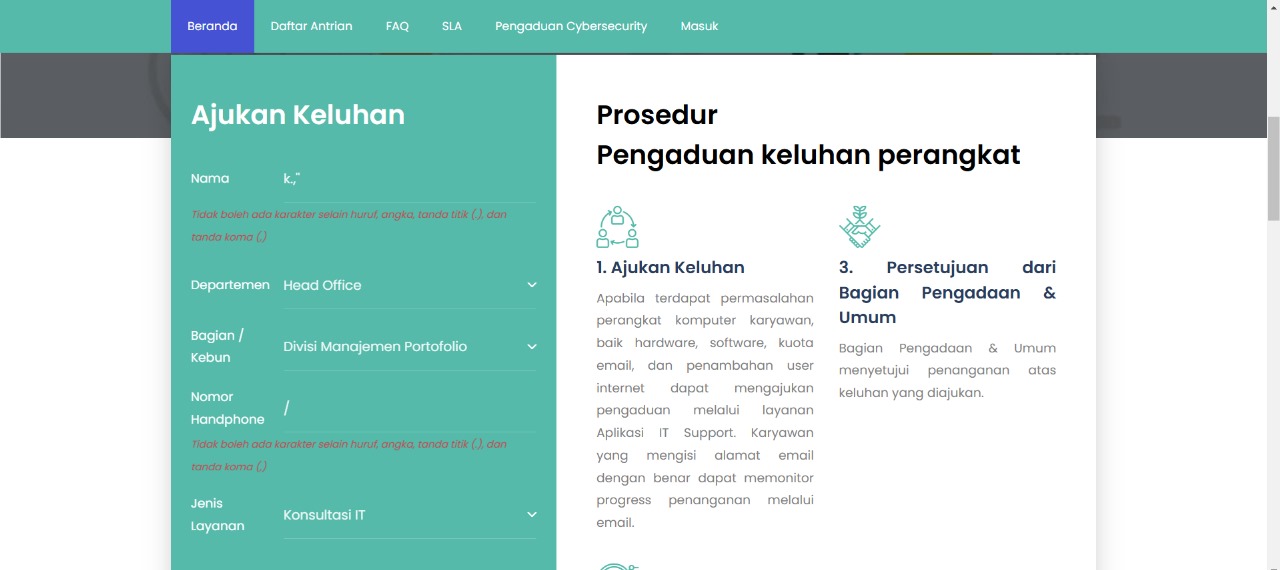 Beranda
Daftar Antrian
FAQ
SLA
Pengaduan Cybersecurity
Masuk
Ajukan Keluhan
Nama
k.,"
Tidak boleh ada karakter selain huruf, angka, tanda titik (.), dan
tanda koma (,)
Departemen
Head Office
Bagian /
Kebun
Divisi Manajemen Portofolio
Nomor
Handphone
/
Tidak boleh ada karakter selain huruf, angka, tanda titik (.), dan
tanda koma (,)
Jenis
Layanan
Konsultasi IT
Prosedur
Pengaduan keluhan perangkat
1. Ajukan Keluhan
Apabila terdapat permasalahan
perangkat komputer karyawan,
baik hardware, software, kuota
email, dan penambahan user
internet dapat mengajukan
pengaduan melalui layanan
Aplikasi IT Support. Karyawan
yang mengisi alamat email
dengan benar dapat memonitor
progress penanganan melalui
email.
3. Persetujuan dari
Bagian Pengadaan &
Umum
Bagian Pengadaan & Umum
menyetujui penanganan atas
keluhan yang diajukan.